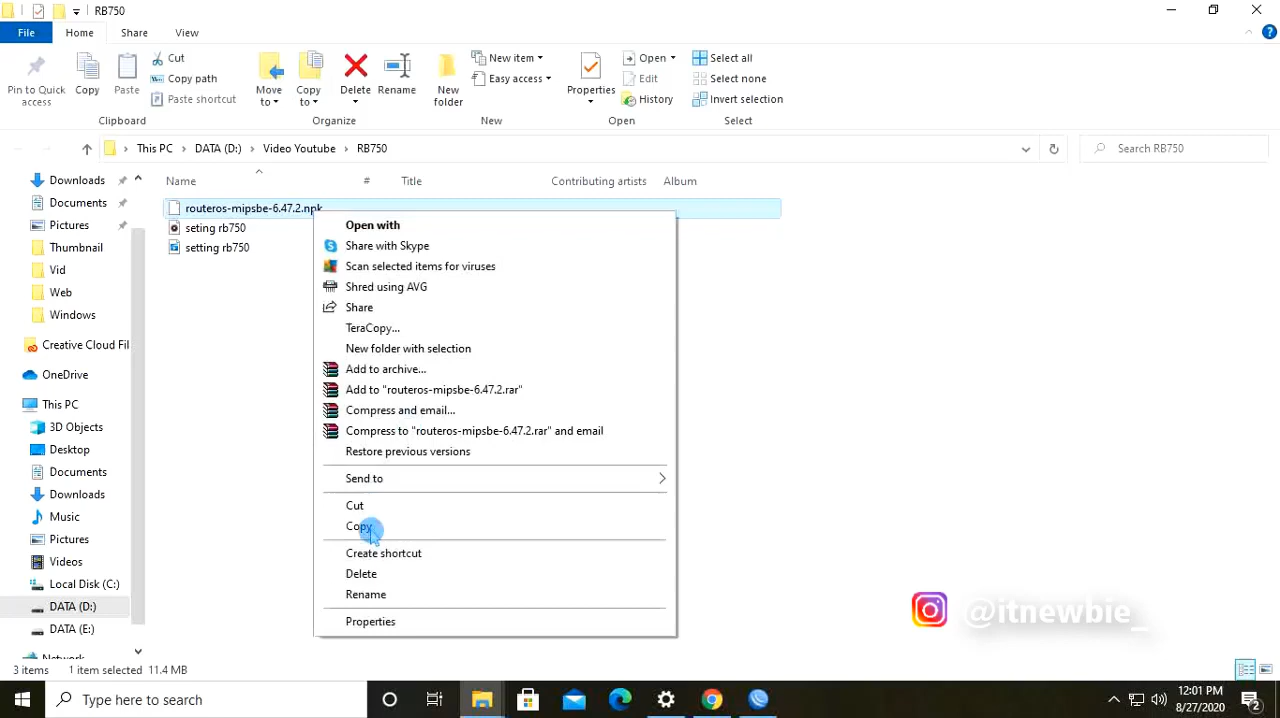 RB750
File
Home
Share
View
Pin to Quick access
Copy
Paste
Cut
Copy path
Paste shortcut
Clipboard
Move to
Copy to
Delete
Rename
Organize
New folder
New item
Easy access
New
Properties
Open
Edit
History
Open
Select all
Select none
Invert selection
Select
This PC > DATA (D:) > Video Youtube > RB750
Search RB750
Downloads
Documents
Pictures
Thumbnail
Vid
Web
Windows
Creative Cloud Fil
OneDrive
This PC
3D Objects
Desktop
Documents
Downloads
Music
Pictures
Videos
Local Disk (C:)
DATA (D:)
DATA (E:)
Network
Name # Title Contributing artists Album
routeros-mipsbe-6.47.2.npk
seting rb750
setting rb750
Open with
Share with Skype
Scan selected items for viruses
Shred using AVG
Share
TeraCopy...
New folder with selection
Add to archive...
Add to "routeros-mipsbe-6.47.2.rar"
Compress and email...
Compress to "routeros-mipsbe-6.47.2.rar" and email
Restore previous versions
Send to
Cut
Copy
Create shortcut
Delete
Rename
Properties
@itnewbie_
3 items 1 item selected 11.4 MB
Type here to search
12:01 PM
8/27/2020
2